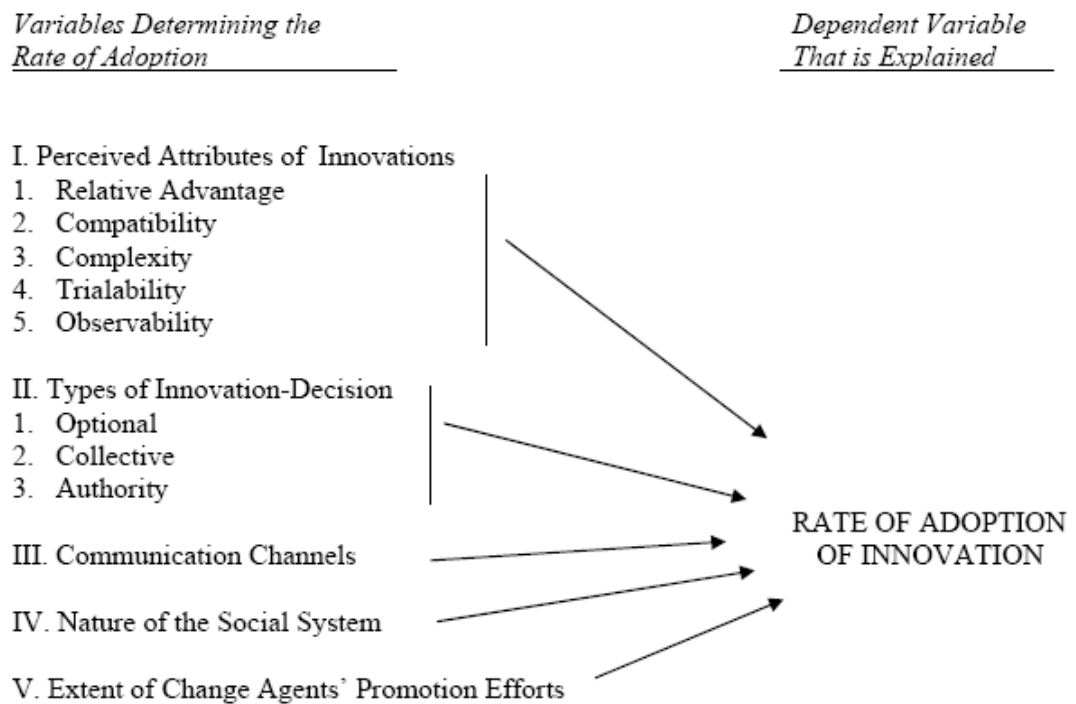 Variables Determining the
Rate of Adoption
Dependent Variable
That is Explained
I. Perceived Attributes of Innovations
1. Relative Advantage
2. Compatibility
3. Complexity
4. Trialability
5. Observability
II. Types of Innovation-Decision
1. Optional
2. Collective
3. Authority
III. Communication Channels
IV. Nature of the Social System
V. Extent of Change Agents’ Promotion Efforts
RATE OF ADOPTION
OF INNOVATION